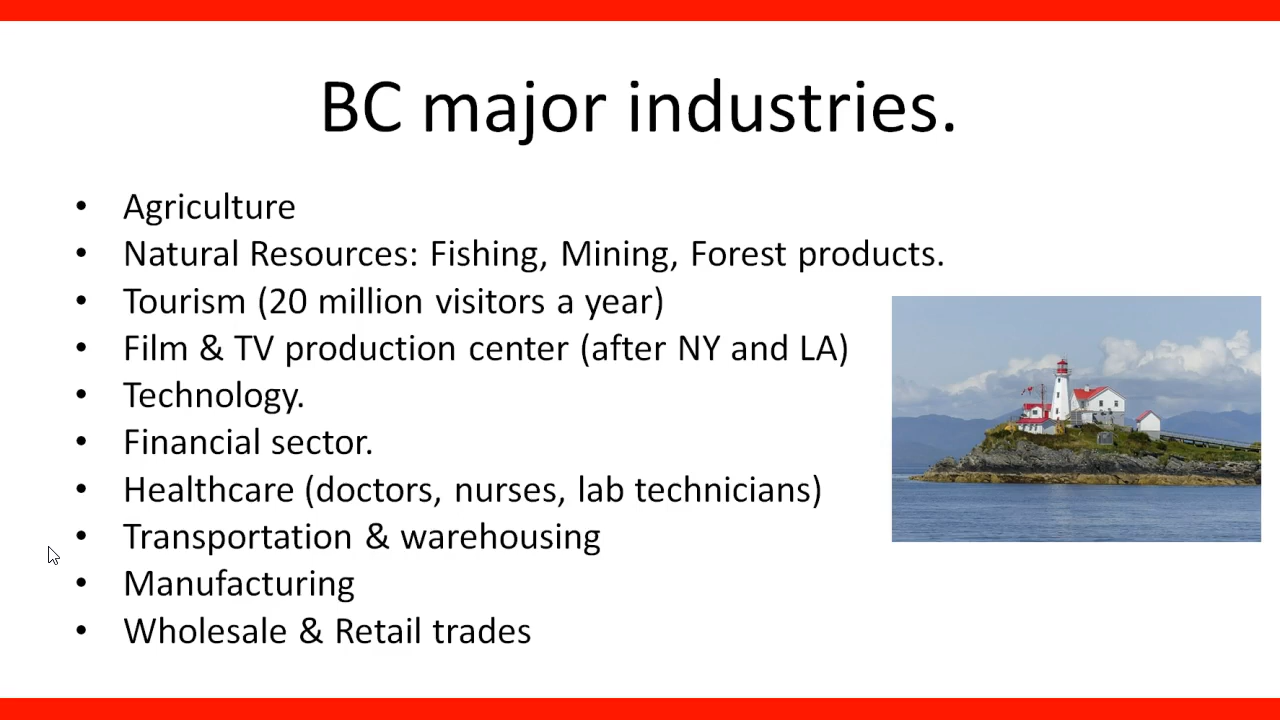 BC major industries.
• Agriculture
• Natural Resources: Fishing, Mining, Forest products.
• Tourism (20 million visitors a year)
• Film & TV production center (after NY and LA)
• Technology.
• Financial sector.
• Healthcare (doctors, nurses, lab technicians)
• Transportation & warehousing
• Manufacturing
• Wholesale & Retail trades